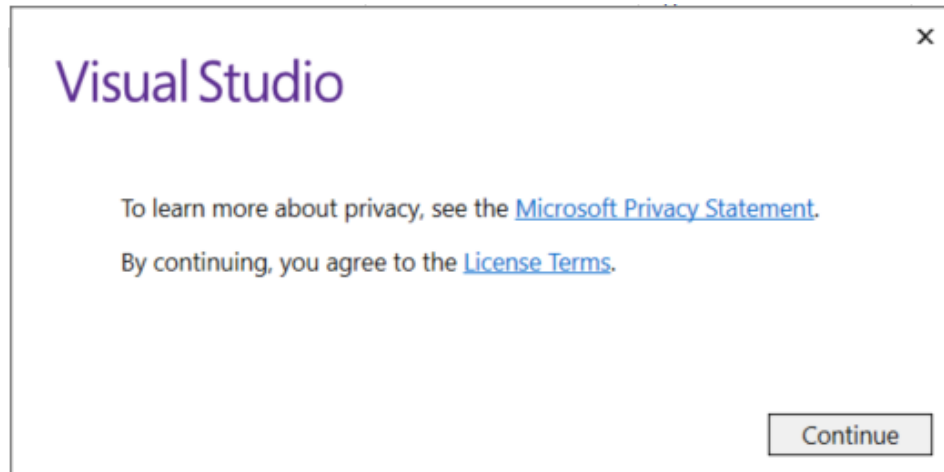 Visual Studio
To learn more about privacy, see the Microsoft Privacy Statement.
By continuing, you agree to the License Terms.
Continue